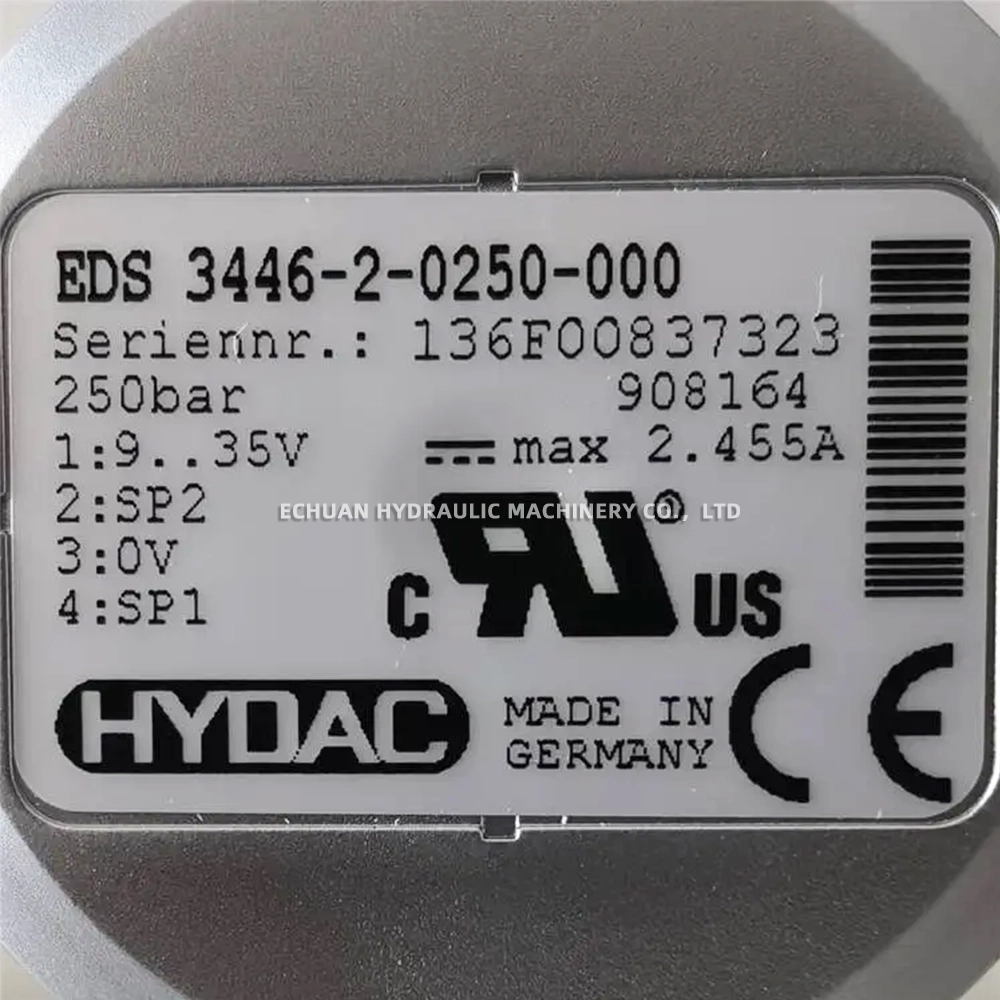 EDS 3446-2-0250-000
Seriennr.: 136F00837323
250bar 908164
1:9..35V max 2.455A
2:SP2
ECHUAN HYDRAULIC MACHINERY CO., LTD
®
3:0V
4:SP1
C RU US
HYDAC MADE IN
GERMANY
CE